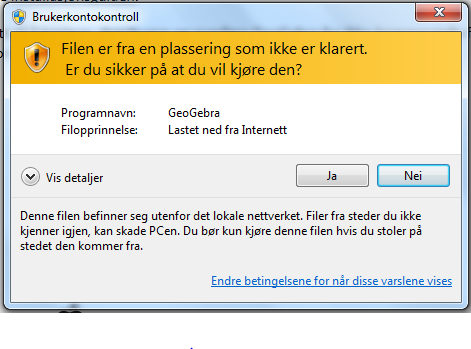 Brukerkontokontroll
Filen er fra en plassering som ikke er klarert.
Er du sikker på at du vil kjøre den?
Programnavn: GeoGebra
Filopprinnelse: Lastet ned fra Internett
Vis detaljer
Ja
Nei
Denne filen befinner seg utenfor det lokale nettverket. Filer fra steder du ikke
kjenner igjen, kan skade PCen. Du bør kun kjøre denne filen hvis du stoler på
stedet den kommer fra.
Endre betingelsene for når disse varslene vises